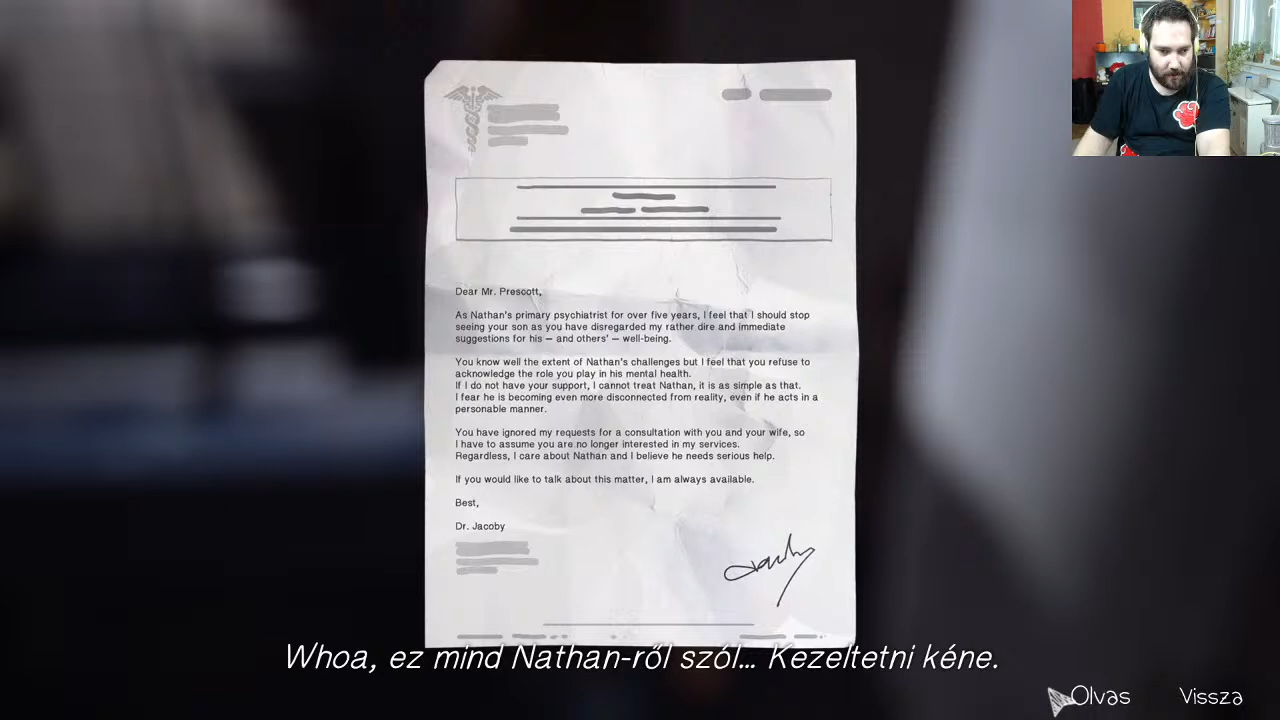 Dear Mr. Prescott,
As Nathan's primary psychiatrist for over five years, I feel that I should stop
seeing your son as you have disregarded my rather dire and immediate
suggestions for his — and others' — well-being.
You know well the extent of Nathan's challenges but I feel that you refuse to
acknowledge the role you play in his mental health.
If I do not have your support, I cannot treat Nathan, it is as simple as that.
I fear he is becoming even more disconnected from reality, even if he acts in a
personable manner.
You have ignored my requests for a consultation with you and your wife, so
I have to assume you are no longer interested in my services.
Regardless, I care about Nathan and I believe he needs serious help.
If you would like to talk about this matter, I am always available.
Best,
Dr. Jacoby
Whoa, ez mind Nathan-ről szól... Kezeltetni kéne.
Olvas Vissza